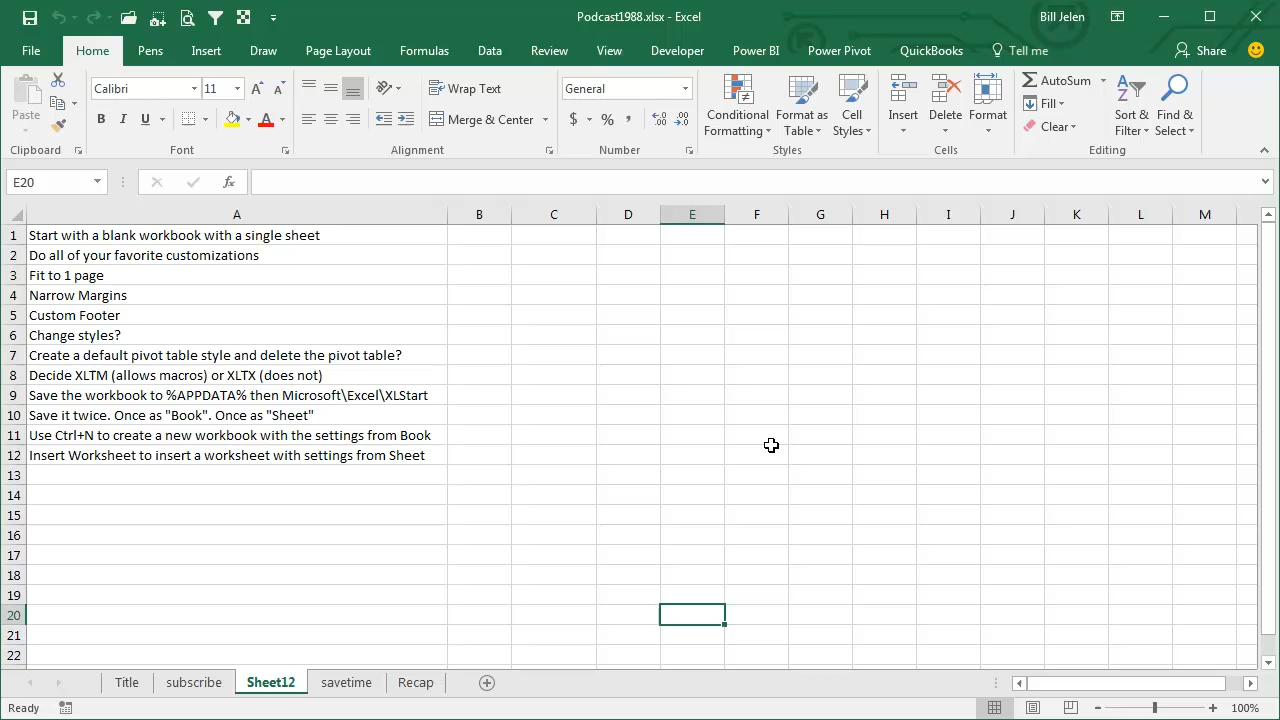 Podcast1988.xlsx - Excel
Bill Jelen
File Home Pens Insert Draw Page Layout Formulas Data Review View Developer Power BI Power Pivot QuickBooks Tell me Share
Paste
Calibri 11
B I U A
Wrap Text
Merge & Center
General
$ % ,
Conditional Formatting
Format as Table
Cell Styles
Insert Delete Format
AutoSum
Fill
Clear
Sort & Filter
Find & Select
Clipboard Font Alignment Number Styles Cells Editing
E20 fx
A B C D E F G H I J K L M
1 Start with a blank workbook with a single sheet
2 Do all of your favorite customizations
3 Fit to 1 page
4 Narrow Margins
5 Custom Footer
6 Change styles?
7 Create a default pivot table style and delete the pivot table?
8 Decide XLTM (allows macros) or XLTX (does not)
9 Save the workbook to %APPDATA% then Microsoft\Excel\XLStart
10 Save it twice. Once as "Book". Once as "Sheet"
11 Use Ctrl+N to create a new workbook with the settings from Book
12 Insert Worksheet to insert a worksheet with settings from Sheet
13
14
15
16
17
18
19
20
21
22
Title subscribe Sheet12 savetime Recap
Ready 100%